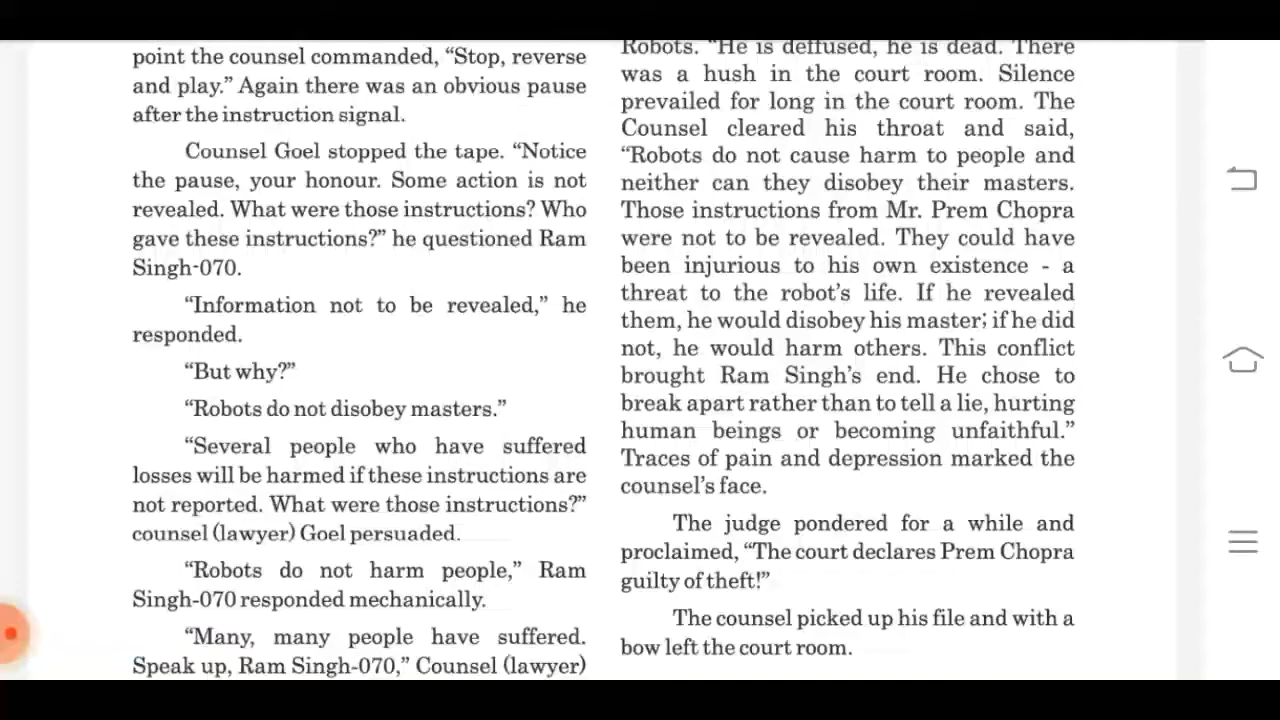 point the counsel commanded, “Stop, reverse
and play.” Again there was an obvious pause
after the instruction signal.
Counsel Goel stopped the tape. “Notice
the pause, your honour. Some action is not
revealed. What were those instructions? Who
gave these instructions?” he questioned Ram
Singh-070.
“Information not to be revealed,” he
responded.
“But why?”
“Robots do not disobey masters.”
“Several people who have suffered
losses will be harmed if these instructions are
not reported. What were those instructions?”
counsel (lawyer) Goel persuaded.
“Robots do not harm people,” Ram
Singh-070 responded mechanically.
“Many, many people have suffered.
Speak up, Ram Singh-070,” Counsel (lawyer)
Robots. “He is deffused, he is dead. There
was a hush in the court room. Silence
prevailed for long in the court room. The
Counsel cleared his throat and said,
“Robots do not cause harm to people and
neither can they disobey their masters.
Those instructions from Mr. Prem Chopra
were not to be revealed. They could have
been injurious to his own existence - a
threat to the robot’s life. If he revealed
them, he would disobey his master; if he did
not, he would harm others. This conflict
brought Ram Singh’s end. He chose to
break apart rather than to tell a lie, hurting
human beings or becoming unfaithful.”
Traces of pain and depression marked the
counsel’s face.
The judge pondered for a while and
proclaimed, “The court declares Prem Chopra
guilty of theft!”
The counsel picked up his file and with a
bow left the court room.